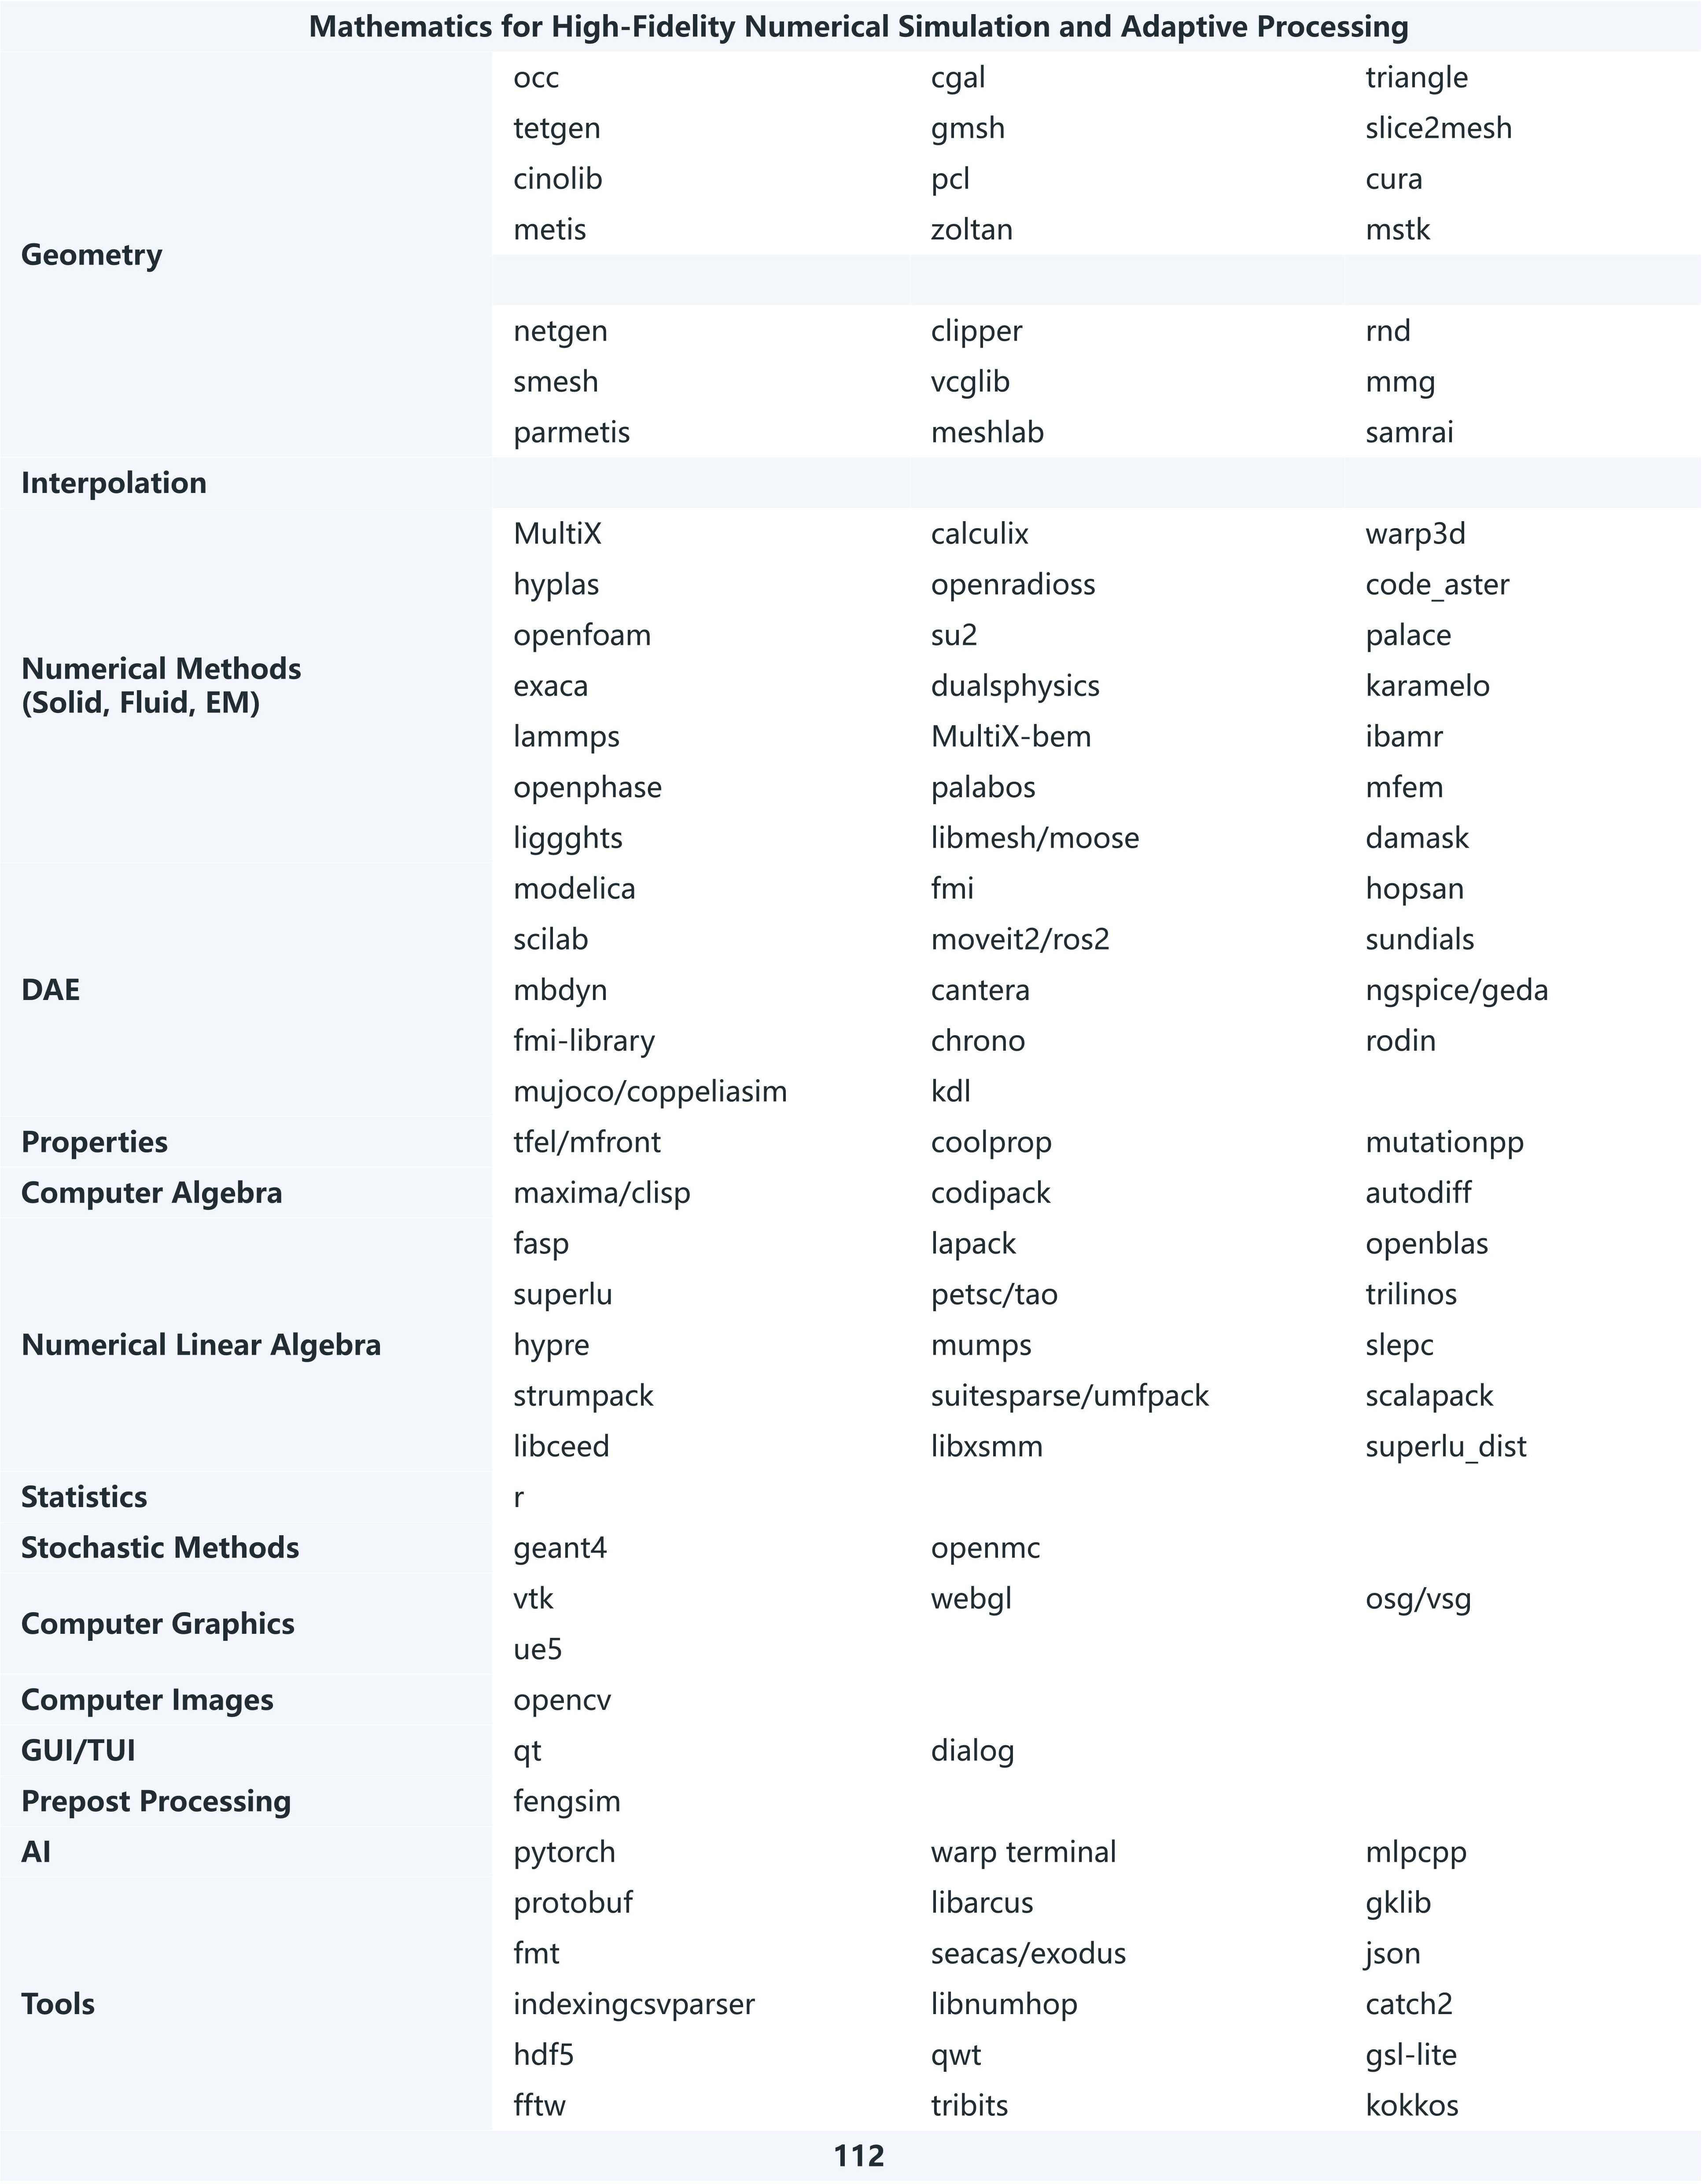 Mathematics for High-Fidelity Numerical Simulation and Adaptive Processing
Geometry
occ cgal triangle
tetgen gmsh slice2mesh
cinolib pcl cura
metis zoltan mstk
netgen clipper rnd
smesh vcglib mmg
parmetis meshlab samrai
Interpolation
Numerical Methods
(Solid, Fluid, EM)
MultiX calculix warp3d
hyplas openradioss code_aster
openfoam su2 palace
exaca dualsphysics karamelo
lammps MultiX-bem ibamr
openphase palabos mfem
liggghts libmesh/moose damask
DAE
modelica fmi hopsan
scilab moveit2/ros2 sundials
mbdyn cantera ngspice/geda
fmi-library chrono rodin
mujoco/coppeliasim kdl
Properties tfel/mfront coolprop mutationpp
Computer Algebra maxima/clisp codipack autodiff
Numerical Linear Algebra
fasp lapack openblas
superlu petsc/tao trilinos
hypre mumps slepc
strumpack suitesparse/umfpack scalapack
libceed libxsmm superlu_dist
Statistics r
Stochastic Methods geant4 openmc
Computer Graphics
vtk webgl osg/vsg
ue5
Computer Images opencv
GUI/TUI qt dialog
Prepost Processing fengsim
AI pytorch warp terminal mlpcpp
Tools
protobuf libarcus gklib
fmt seacas/exodus json
indexingcsvparser libnumhop catch2
hdf5 qwt gsl-lite
fftw tribits kokkos
112